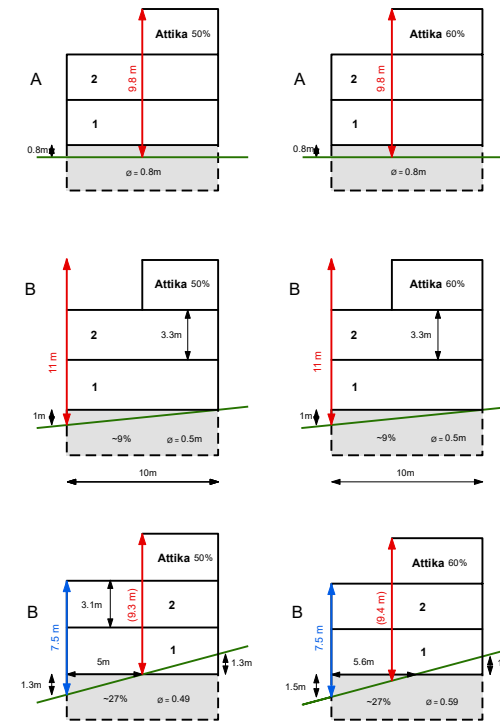 Attika 50%
A
2
9.8 m
1
0.8m
ø = 0.8m
Attika 60%
A
2
9.8 m
1
0.8m
ø = 0.8m
B
Attika 50%
2
3.3m
11 m
1
1m
~9% ø = 0.5m
10m
B
Attika 60%
2
3.3m
11 m
1
1m
~9% ø = 0.5m
10m
Attika 50%
B
3.1m
(9.3 m)
2
7.5 m
1
5m
1.3m
1.3m
~27% ø = 0.49
Attika 60%
B
(9.4 m)
2
7.5 m
1
5.6m
1.5m
~27% ø = 0.59